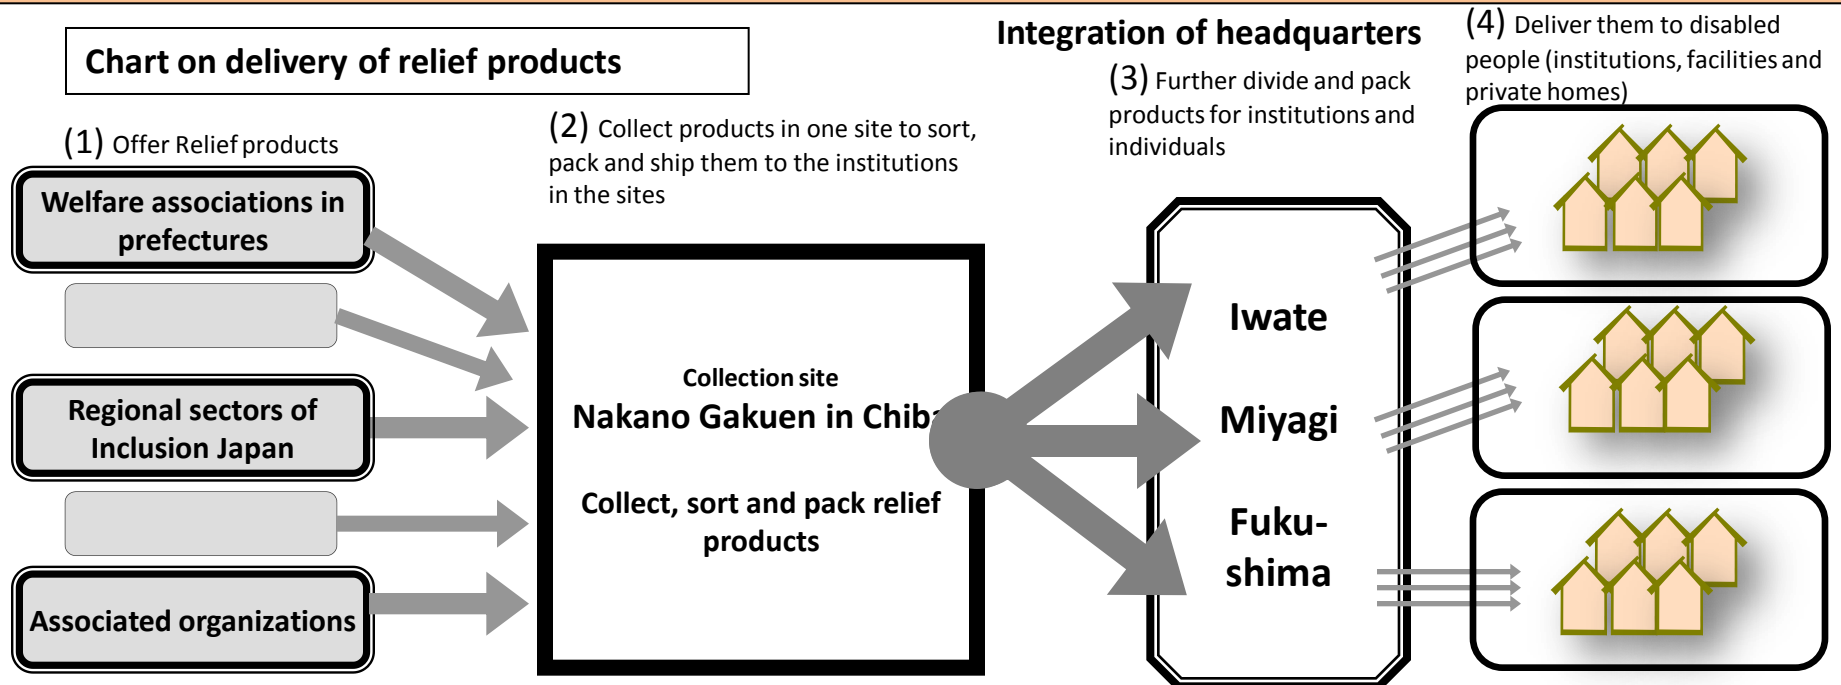 Chart on delivery of relief products
(1) Offer Relief products
Welfare associations in
prefectures
Regional sectors of
Inclusion Japan
Associated organizations
(2) Collect products in one site to sort,
pack and ship them to the institutions
in the sites
Collection site
Nakano Gakuen in Chiba
Collect, sort and pack relief
products
Integration of headquarters
(3) Further divide and pack
products for institutions and
individuals
Iwate
Miyagi
Fuku-
shima
(4) Deliver them to disabled
people (institutions, facilities and
private homes)